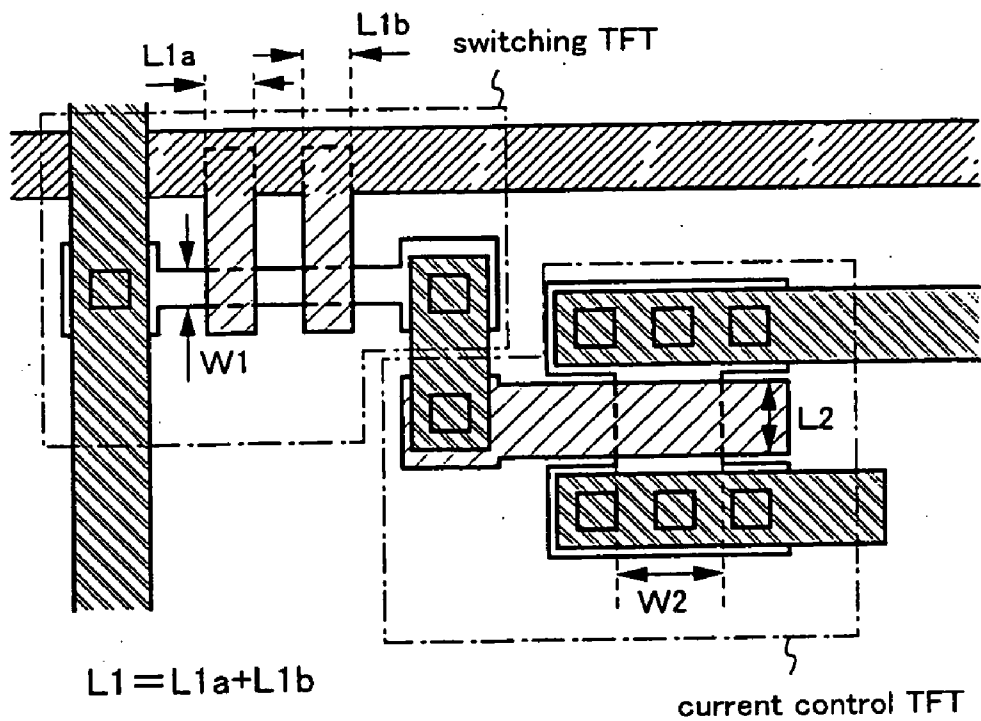 L1b
switching TFT
L1a
W1
L2
W2
L1=L1a+L1b
current control TFT